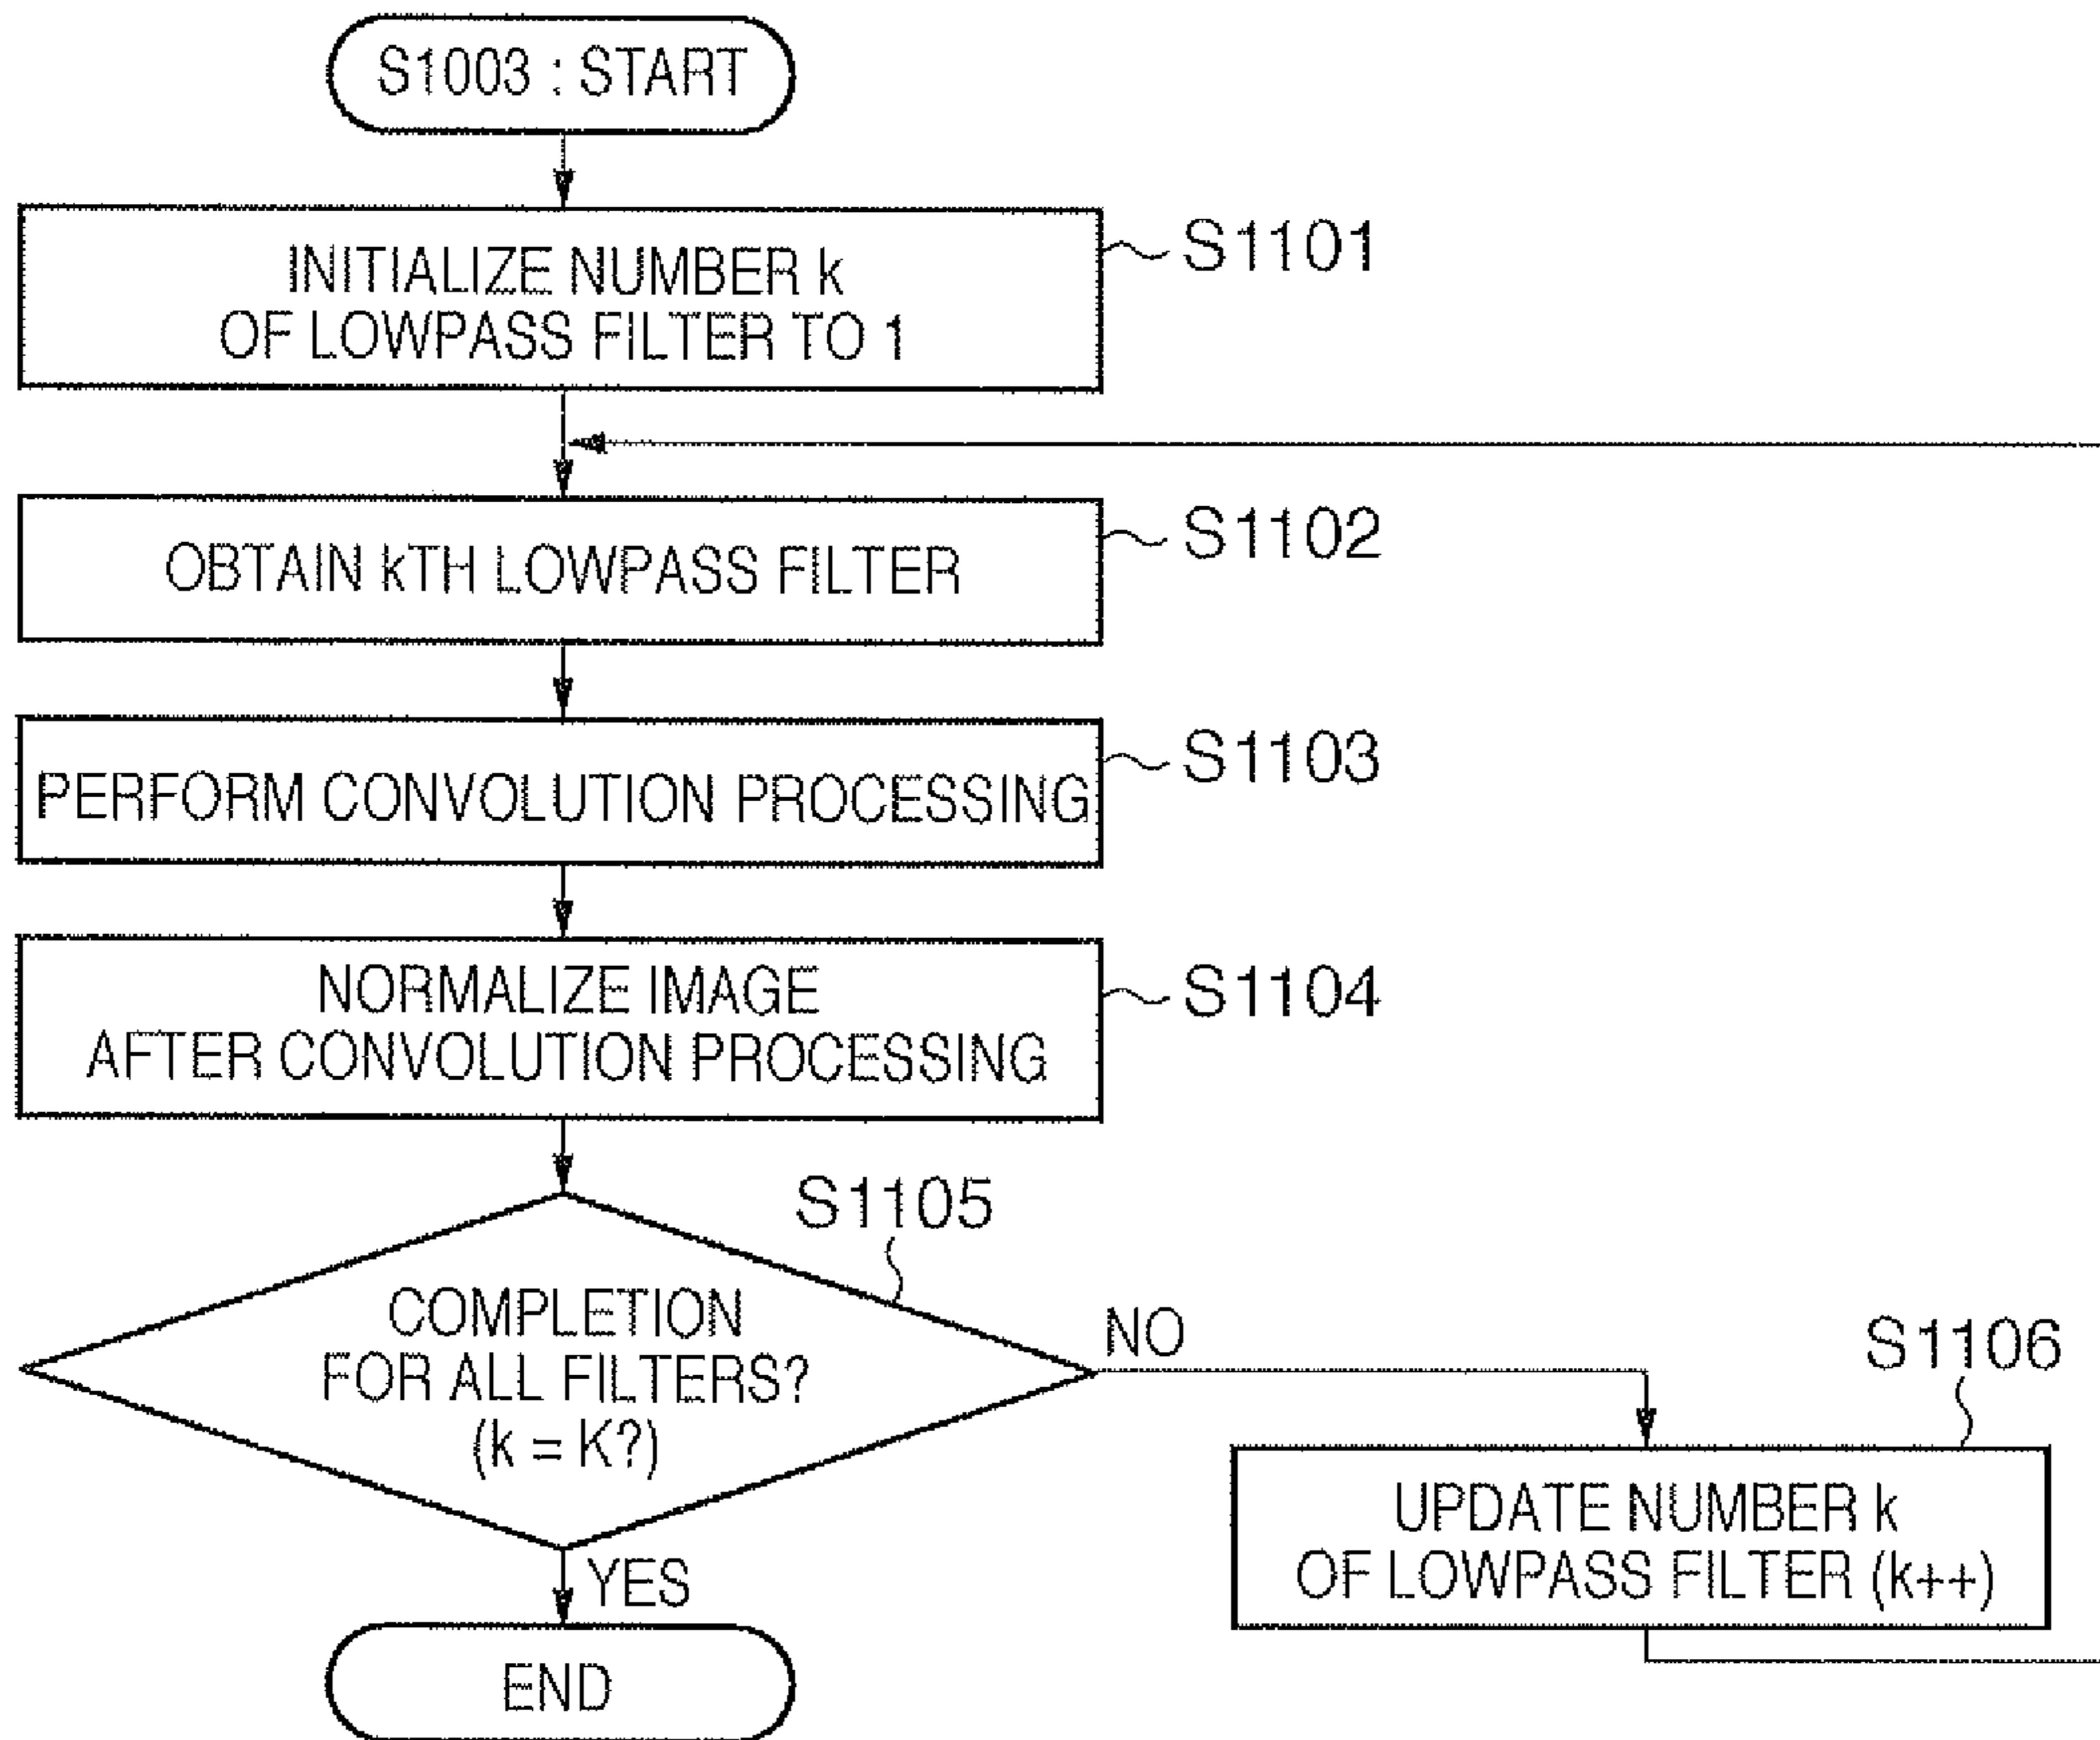 S1003 : START
INITIALIZE NUMBER k
OF LOWPASS FILTER TO 1
S1101
OBTAIN kTH LOWPASS FILTER
S1102
PERFORM CONVOLUTION PROCESSING
S1103
NORMALIZE IMAGE
AFTER CONVOLUTION PROCESSING
S1104
S1105
COMPLETION
FOR ALL FILTERS?
(k = K?)
NO
S1106
UPDATE NUMBER k
OF LOWPASS FILTER (k++)
YES
END